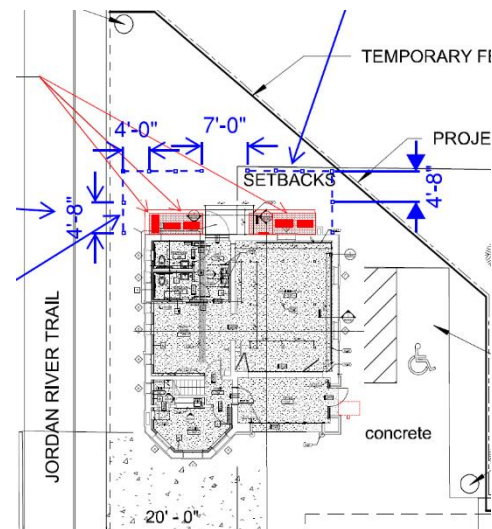 TEMPORARY FE
4'-0"
7'-0"
PROJE
SETBACKS
4'-8"
4'-8"
JORDAN RIVER TRAIL
concrete
20' - 0"